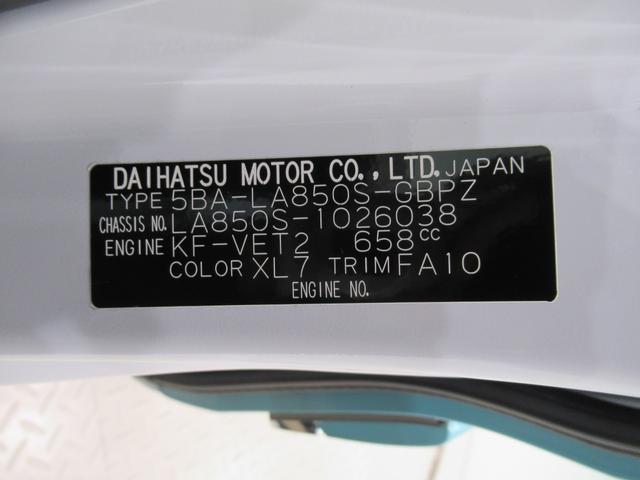 DAIHATSU MOTOR CO.,LTD. JAPAN
TYPE 5BA-LA850S-GBPZ
CHASSIS NO. LA850S-1026038
ENGINE KF-VET2 658cc
COLOR XL7 TRIM FA10
ENGINE NO.